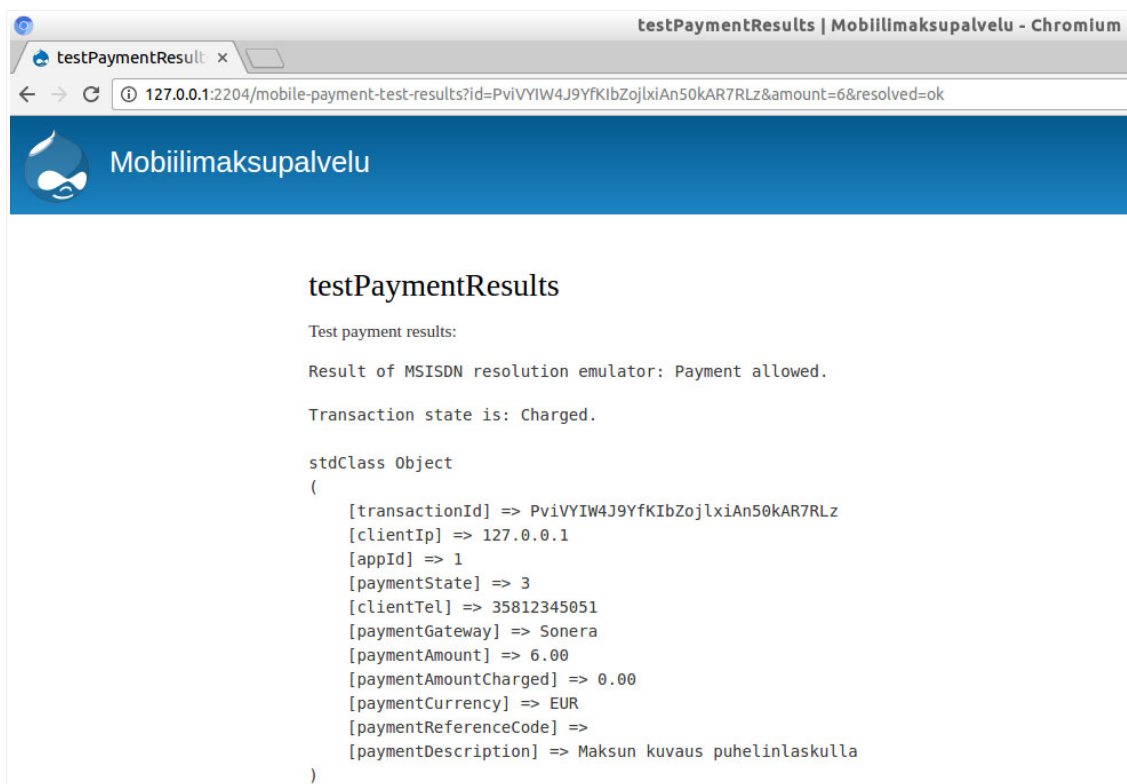 testPaymentResults | Mobiilimaksupalvelu - Chromium
testPaymentResult
127.0.0.1:2204/mobile-payment-test-results?id=PviVYIW4J9YfKIbZojlxiAn50kAR7RLz&amount=6&resolved=ok
Mobiilimaksupalvelu
testPaymentResults
Test payment results:
Result of MSISDN resolution emulator: Payment allowed.
Transaction state is: Charged.
stdClass Object
(
[transactionId] => PviVYIW4J9YfKIbZojlxiAn50kAR7RLz
[clientIp] => 127.0.0.1
[appId] => 1
[paymentState] => 3
[clientTel] => 35812345051
[paymentGateway] => Sonera
[paymentAmount] => 6.00
[paymentAmountCharged] => 0.00
[paymentCurrency] => EUR
[paymentReferenceCode] =>
[paymentDescription] => Maksun kuvaus puhelinlaskulla
)